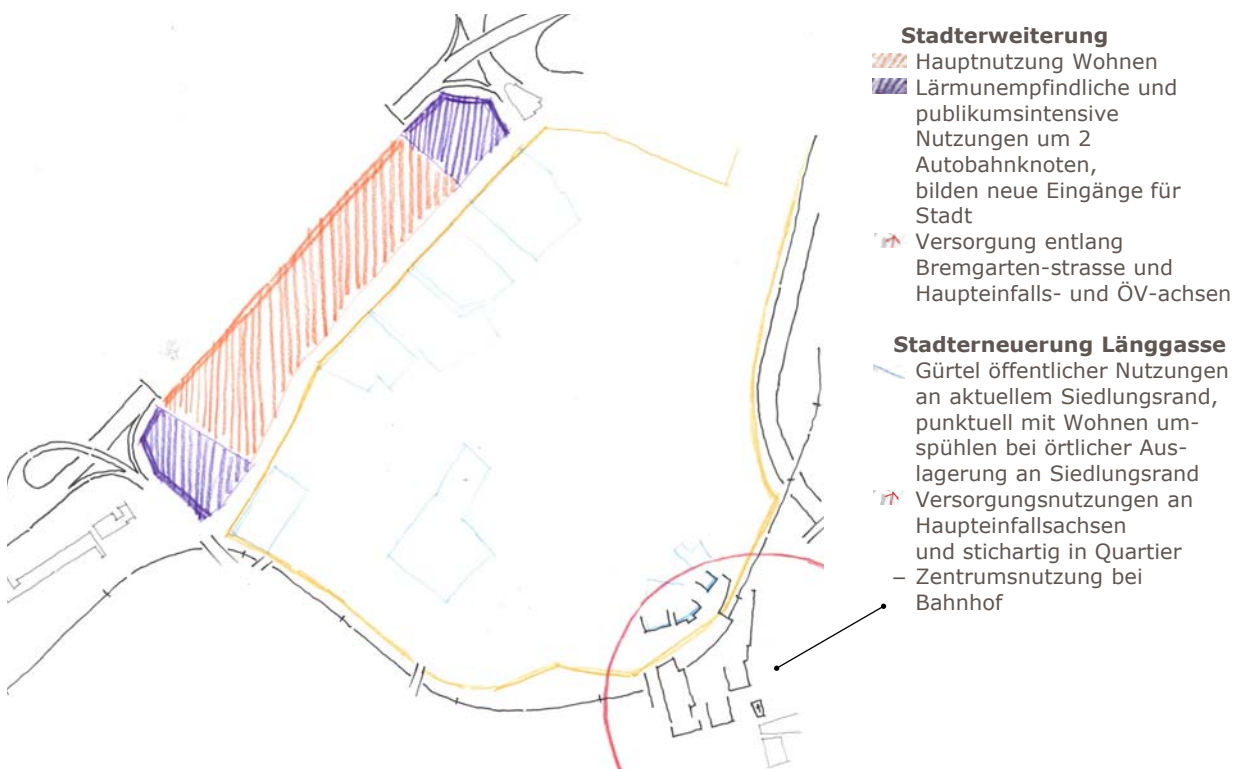 Stadterweiterung
Hauptnutzung Wohnen
Lärmunempfindliche und
publikumsintensive
Nutzungen um 2
Autobahnknoten,
bilden neue Eingänge für
Stadt
Versorgung entlang
Bremgarten-strasse und
Haupteinfalls- und ÖV-achsen
Stadterneuerung Länggasse
Gürtel öffentlicher Nutzungen
an aktuellem Siedlungsrand,
punktuell mit Wohnen um-
spühlen bei örtlicher Aus-
lagerung an Siedlungsrand
Versorgungsnutzungen an
Haupteinfallsachsen
und stichartig in Quartier
– Zentrumsnutzung bei
Bahnhof